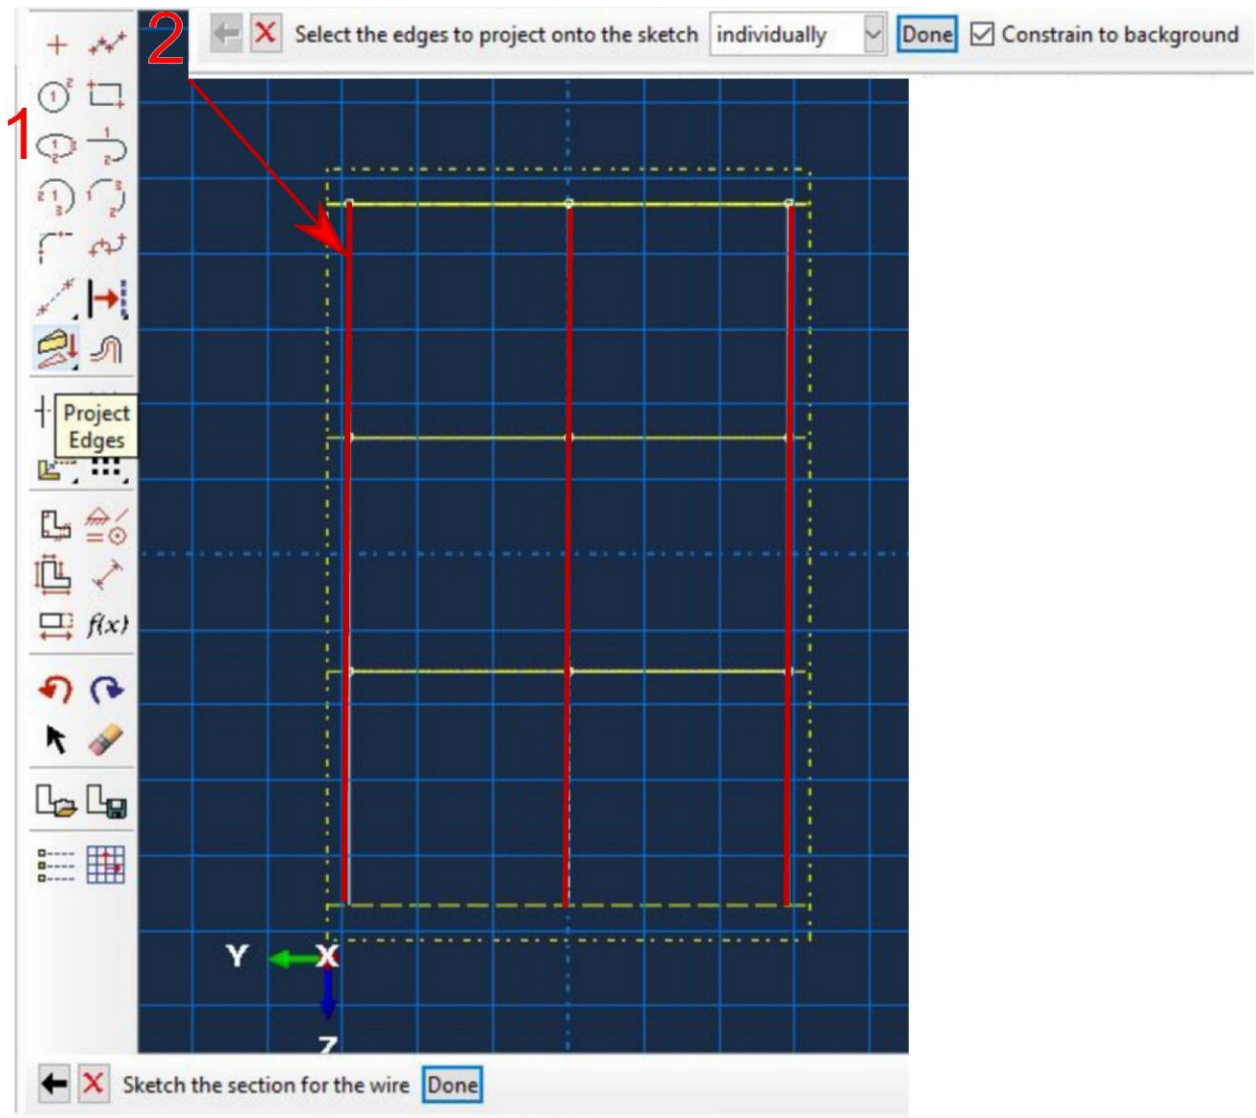 2
Select the edges to project onto the sketch individually Done Constrain to background
1
Project
Edges
f(x)
Y X
Z
Sketch the section for the wire Done